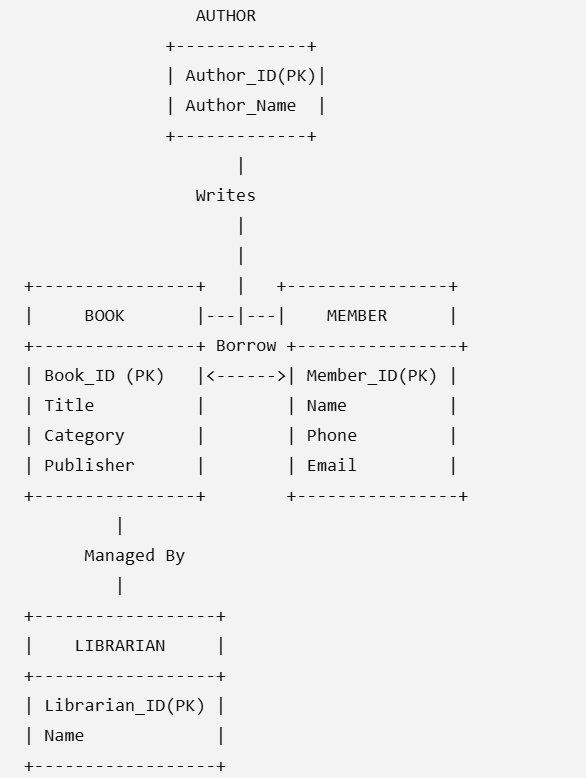 AUTHOR
              +-------------+
              | Author_ID(PK)|
              | Author_Name  |
              +-------------+
                     |
                 Writes
                     |
                     |
+----------------+   |   +----------------+
|     BOOK       |---|---|    MEMBER      |
+----------------+ Borrow +----------------+
| Book_ID (PK)   |<------>| Member_ID(PK) |
| Title          |        | Name          |
| Category       |        | Phone         |
| Publisher      |        | Email         |
+----------------+        +----------------+
         |
      Managed By
         |
+------------------+
|    LIBRARIAN     |
+------------------+
| Librarian_ID(PK) |
| Name             |
+------------------+